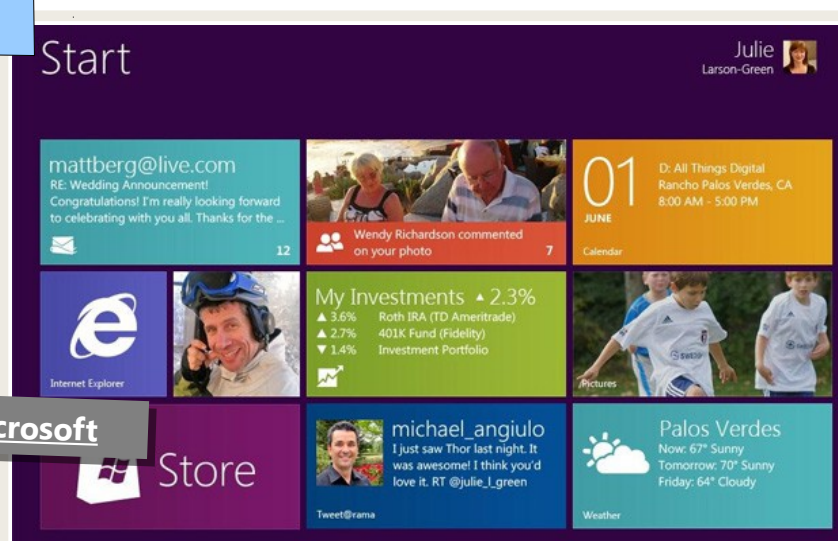 Start
Julie
Larson-Green
mattberg@live.com
RE: Wedding Announcement!
Congratulations! I'm really looking forward
to celebrating with you all. Thanks for the ...
12
Wendy Richardson commented
on your photo
7
01
JUNE
D: All Things Digital
Rancho Palos Verdes, CA
8:00 AM - 5:00 PM
Calendar
Internet Explorer
My Investments ▲ 2.3%
▲ 3.6% Roth IRA (TD Ameritrade)
▲ 2.7% 401K Fund (Fidelity)
▼ 1.4% Investment Portfolio
Pictures
crosoft
Store
michael_angiulo
I just saw Thor last night. It
was awesome! I think you'd
love it. RT @julie_l_green
Tweet@rama
Palos Verdes
Now: 67° Sunny
Tomorrow: 70° Sunny
Friday: 64° Cloudy
Weather